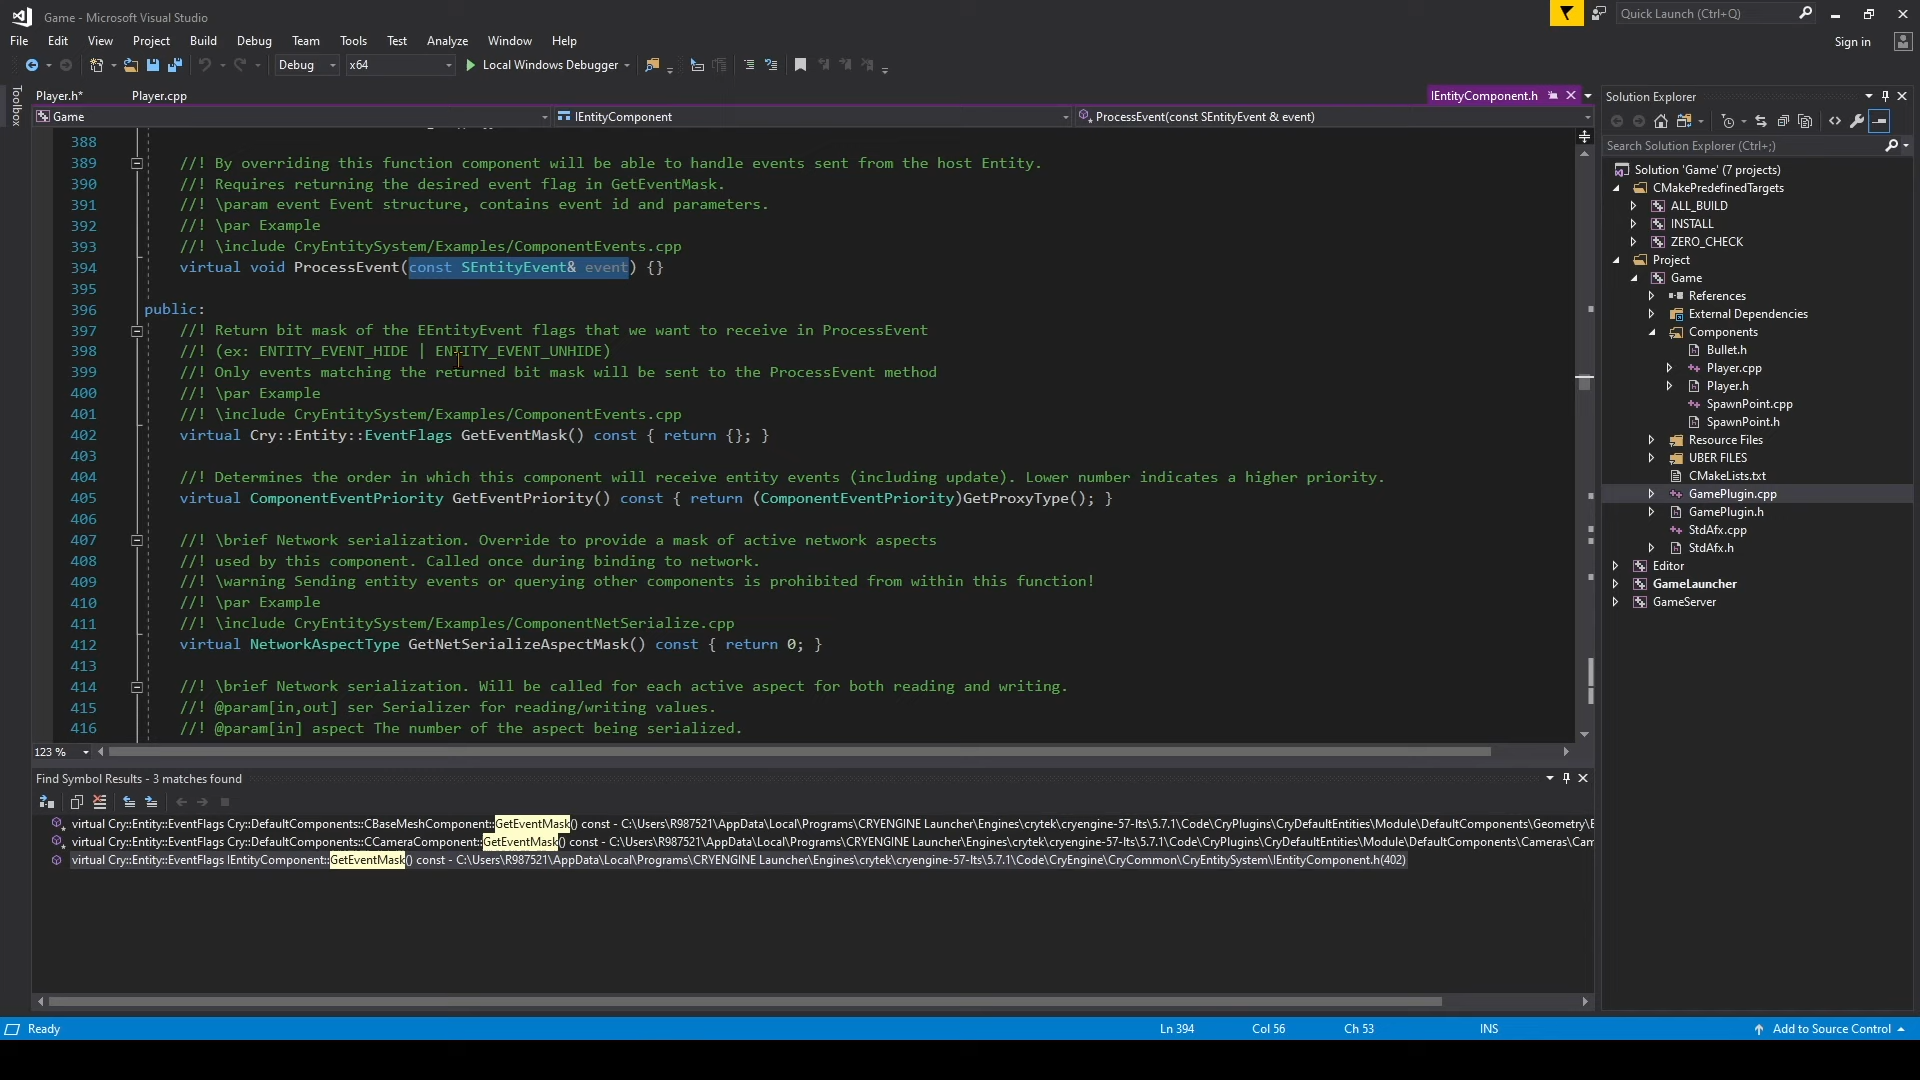 Game - Microsoft Visual Studio
Quick Launch (Ctrl+Q)
File Edit View Project Build Debug Team Tools Test Analyze Window Help
Sign in
Debug x64 Local Windows Debugger
Toolbox
Player.h* Player.cpp IEntityComponent.h
Game IEntityComponent ProcessEvent(const SEntityEvent & event)
388
389 //! By overriding this function component will be able to handle events sent from the host Entity.
390 //! Requires returning the desired event flag in GetEventMask.
391 //! \param event Event structure, contains event id and parameters.
392 //! \par Example
393 //! \include CryEntitySystem/Examples/ComponentEvents.cpp
394 virtual void ProcessEvent(const SEntityEvent& event) {}
395
396 public:
397 //! Return bit mask of the EEntityEvent flags that we want to receive in ProcessEvent
398 //! (ex: ENTITY_EVENT_HIDE | ENTITY_EVENT_UNHIDE)
399 //! Only events matching the returned bit mask will be sent to the ProcessEvent method
400 //! \par Example
401 //! \include CryEntitySystem/Examples/ComponentEvents.cpp
402 virtual Cry::Entity::EventFlags GetEventMask() const { return {}; }
403
404 //! Determines the order in which this component will receive entity events (including update). Lower number indicates a higher priority.
405 virtual ComponentEventPriority GetEventPriority() const { return (ComponentEventPriority)GetProxyType(); }
406
407 //! \brief Network serialization. Override to provide a mask of active network aspects
408 //! used by this component. Called once during binding to network.
409 //! \warning Sending entity events or querying other components is prohibited from within this function!
410 //! \par Example
411 //! \include CryEntitySystem/Examples/ComponentNetSerialize.cpp
412 virtual NetworkAspectType GetNetSerializeAspectMask() const { return 0; }
413
414 //! \brief Network serialization. Will be called for each active aspect for both reading and writing.
415 //! @param[in,out] ser Serializer for reading/writing values.
416 //! @param[in] aspect The number of the aspect being serialized.
123 %
Find Symbol Results - 3 matches found
virtual Cry::Entity::EventFlags Cry::DefaultComponents::CBaseMeshComponent::GetEventMask() const - C:\Users\R987521\AppData\Local\Programs\CRYENGINE Launcher\Engines\crytek\cryengine-57-lts\5.7.1\Code\CryPlugins\CryDefaultEntities\Module\DefaultComponents\Geometry\B
virtual Cry::Entity::EventFlags Cry::DefaultComponents::CCameraComponent::GetEventMask() const - C:\Users\R987521\AppData\Local\Programs\CRYENGINE Launcher\Engines\crytek\cryengine-57-lts\5.7.1\Code\CryPlugins\CryDefaultEntities\Module\DefaultComponents\Cameras\Cam
virtual Cry::Entity::EventFlags IEntityComponent::GetEventMask() const - C:\Users\R987521\AppData\Local\Programs\CRYENGINE Launcher\Engines\crytek\cryengine-57-lts\5.7.1\Code\CryEngine\CryCommon\CryEntitySystem\IEntityComponent.h(402)
Solution Explorer
Search Solution Explorer (Ctrl+;)
Solution 'Game' (7 projects)
CMakePredefinedTargets
ALL_BUILD
INSTALL
ZERO_CHECK
Project
Game
References
External Dependencies
Components
Bullet.h
Player.cpp
Player.h
SpawnPoint.cpp
SpawnPoint.h
Resource Files
UBER FILES
CMakeLists.txt
GamePlugin.cpp
GamePlugin.h
StdAfx.cpp
StdAfx.h
Editor
GameLauncher
GameServer
Ready Ln 394 Col 56 Ch 53 INS Add to Source Control